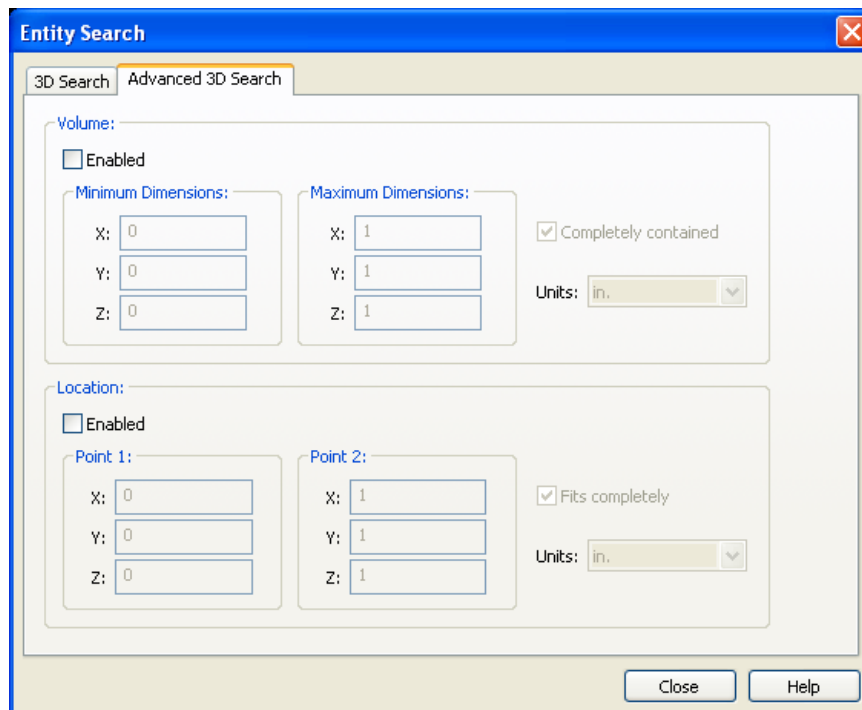 Entity Search
3D Search Advanced 3D Search
Volume:
Enabled
Minimum Dimensions: Maximum Dimensions:
X: 0 X: 1 Completely contained
Y: 0 Y: 1
Units: in.
Z: 0 Z: 1
Location:
Enabled
Point 1: Point 2:
X: 0 X: 1 Fits completely
Y: 0 Y: 1
Units: in.
Z: 0 Z: 1
Close Help